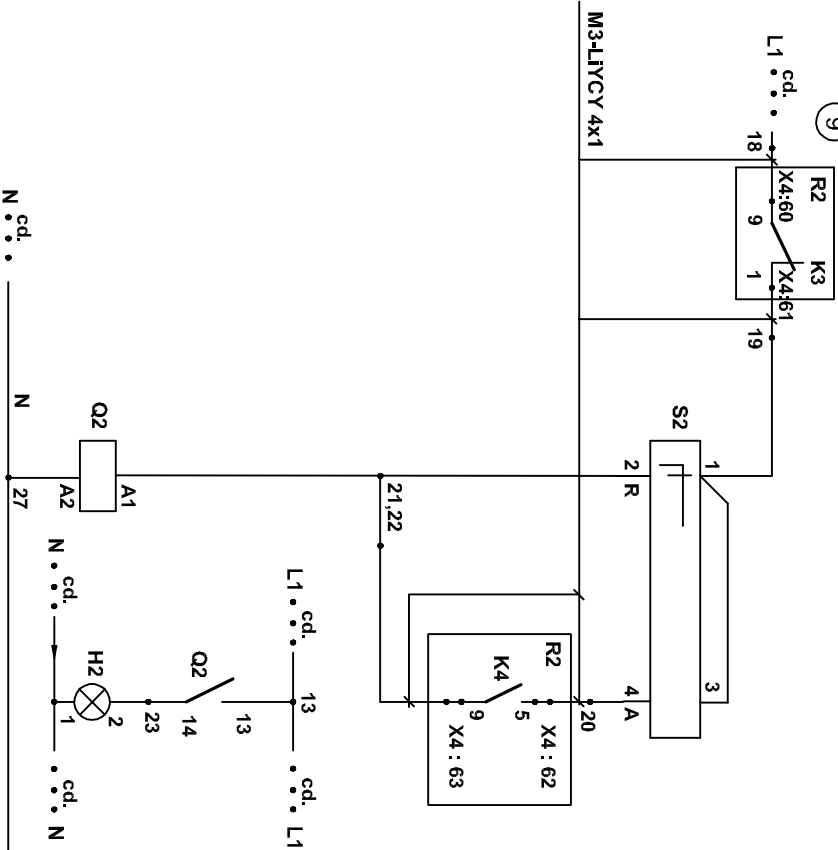 9
R2 K3
cd. X4:60 X4:61
L1
18 9 1 19
1 3
S2
2 R 4 A
M3-LiYCY 4x1
20
R2
X4 : 62
5
K4
9
X4 : 63
21,22
cd. 13 cd.
L1 L1
13
Q2
14
23
A1
2
Q2 H2
A2 cd. 1 cd.
N N
cd. N 27
N